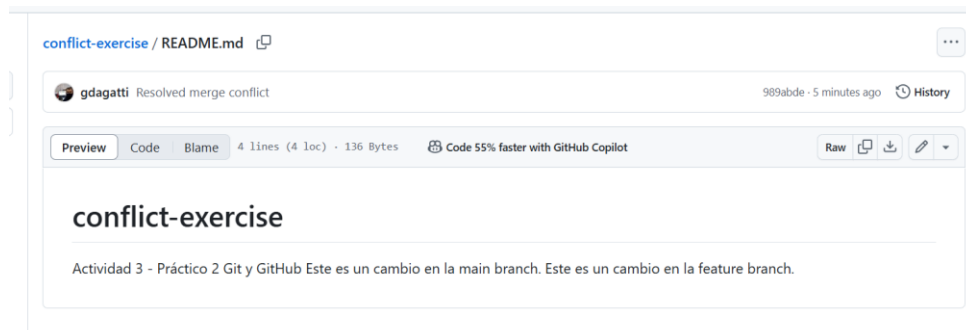 conflict-exercise / README.md
gdagatti Resolved merge conflict 989abde · 5 minutes ago History
Preview Code Blame 4 lines (4 loc) · 136 Bytes Code 55% faster with GitHub Copilot Raw
conflict-exercise
Actividad 3 - Práctico 2 Git y GitHub Este es un cambio en la main branch. Este es un cambio en la feature branch.